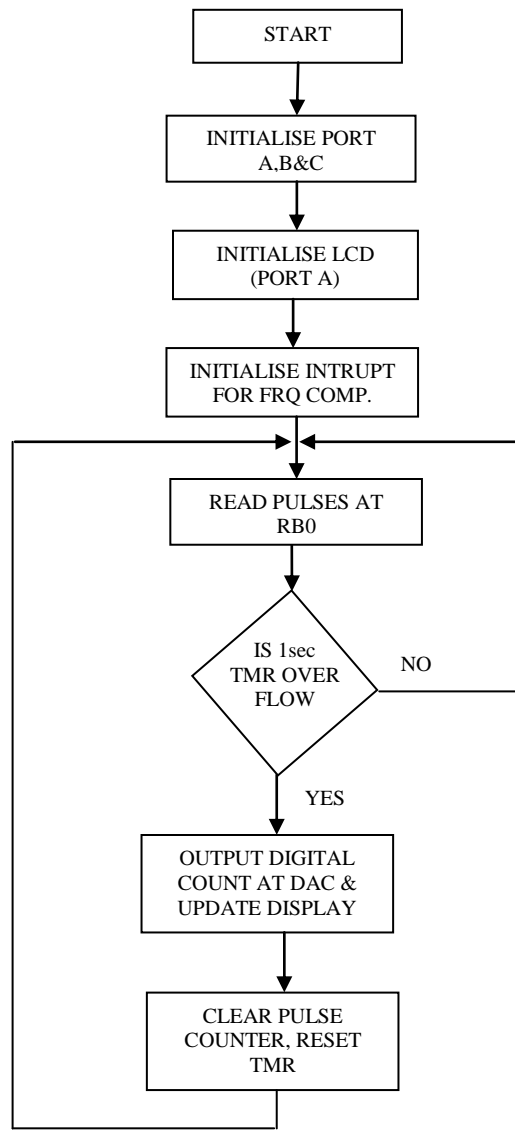 START
INITIALISE PORT
A,B&C
INITIALISE LCD
(PORT A)
INITIALISE INTRUPT
FOR FRQ COMP.
READ PULSES AT
RB0
IS 1sec
TMR OVER
FLOW
NO
YES
OUTPUT DIGITAL
COUNT AT DAC &
UPDATE DISPLAY
CLEAR PULSE
COUNTER, RESET
TMR